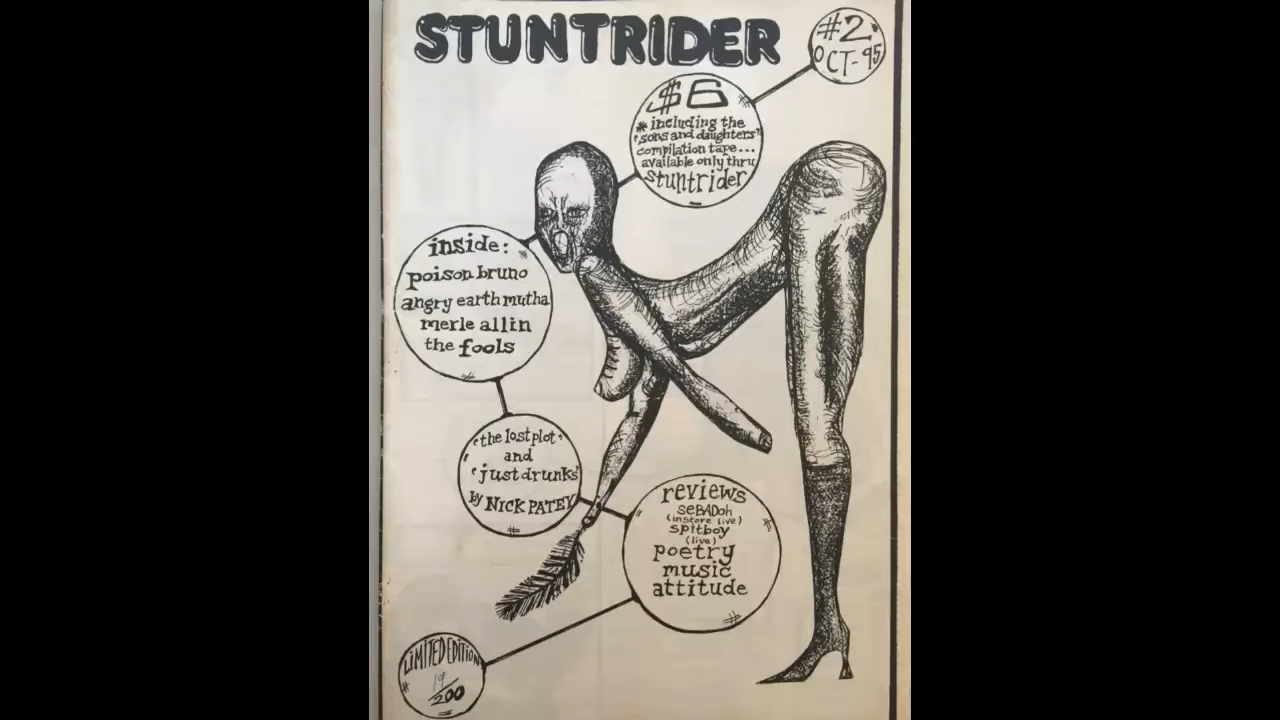 STUNTRIDER
#2
OCT-95
$6
* including the
"sons and daughters"
compilation tape...
available only thru
stuntrider
inside:
poison bruno
angry earth mutha
merle allin
the fools
"the lost plot"
and
"just drunks"
by NICK PATEY
reviews
SEBADoh
(instore live)
spitboy
(live)
poetry
music
attitude
LIMITED EDITION
19/200